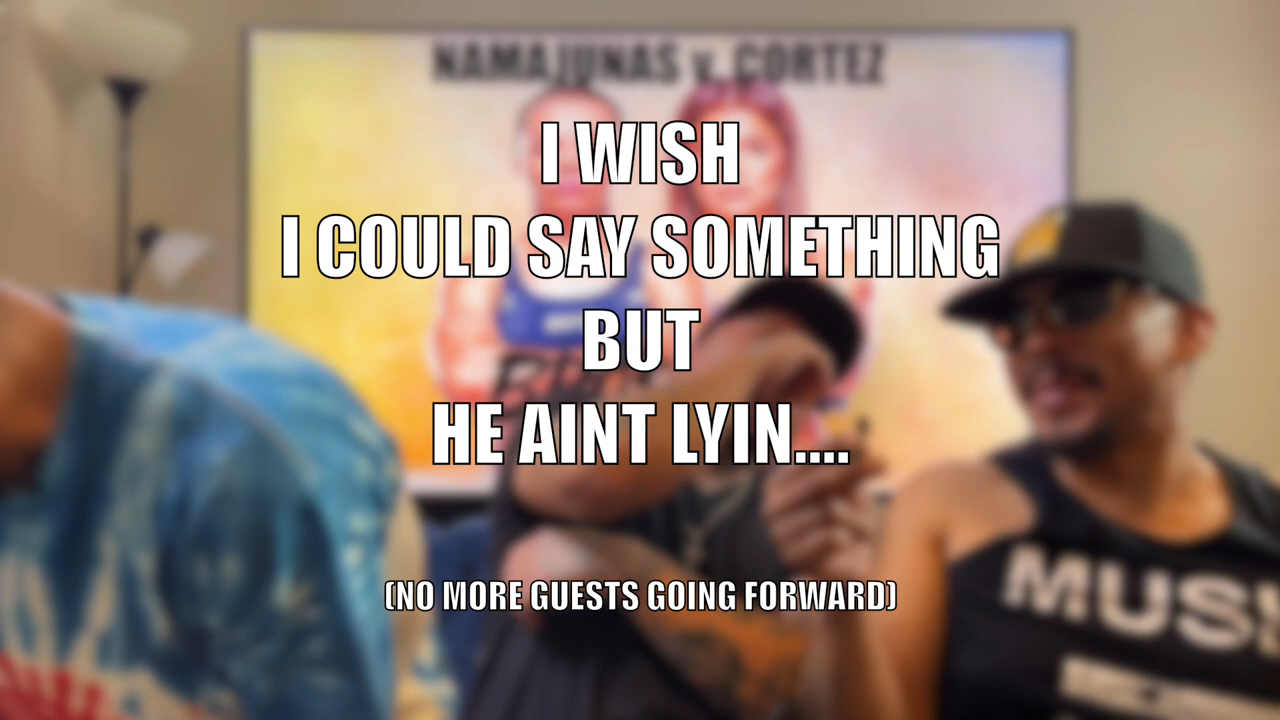 NAMAJUNAS v. CORTEZ
I WISH
I COULD SAY SOMETHING
BUT
HE AINT LYIN....
(NO MORE GUESTS GOING FORWARD)